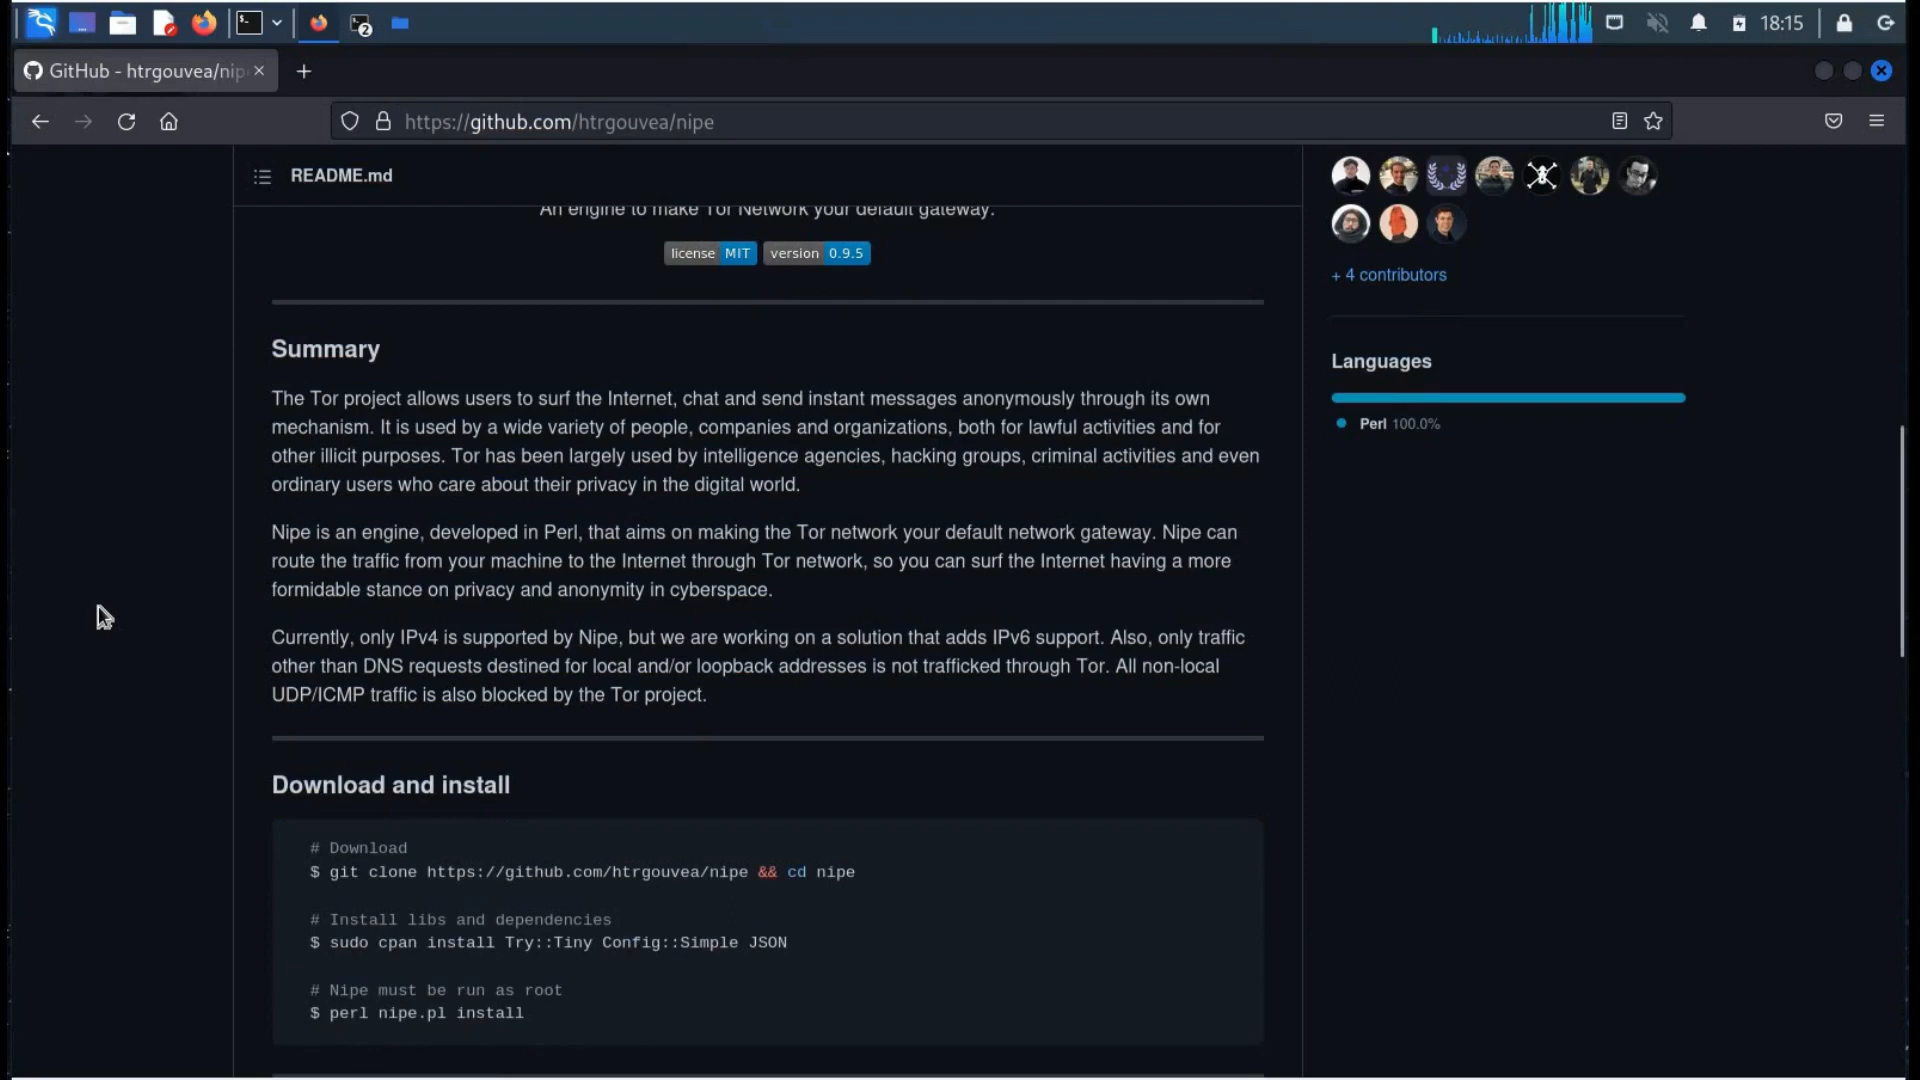 2
18:15
GitHub - htrgouvea/nip
https://github.com/htrgouvea/nipe
README.md
An engine to make Tor Network your default gateway.
license MIT version 0.9.5
+ 4 contributors
Summary
Languages
The Tor project allows users to surf the Internet, chat and send instant messages anonymously through its own
mechanism. It is used by a wide variety of people, companies and organizations, both for lawful activities and for
Perl 100.0%
other illicit purposes. Tor has been largely used by intelligence agencies, hacking groups, criminal activities and even
ordinary users who care about their privacy in the digital world.
Nipe is an engine, developed in Perl, that aims on making the Tor network your default network gateway. Nipe can
route the traffic from your machine to the Internet through Tor network, so you can surf the Internet having a more
formidable stance on privacy and anonymity in cyberspace.
Currently, only IPv4 is supported by Nipe, but we are working on a solution that adds IPv6 support. Also, only traffic
other than DNS requests destined for local and/or loopback addresses is not trafficked through Tor. All non-local
UDP/ICMP traffic is also blocked by the Tor project.
Download and install
# Download
$ git clone https://github.com/htrgouvea/nipe && cd nipe
# Install libs and dependencies
$ sudo cpan install Try::Tiny Config::Simple JSON
# Nipe must be run as root
$ perl nipe.pl install